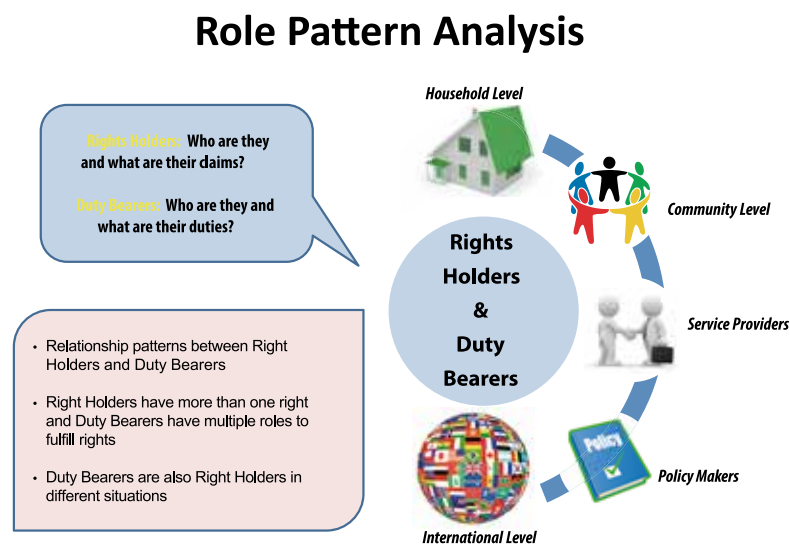 Role Pattern Analysis
Rights Holders: Who are they
and what are their claims?
Duty Bearers: Who are they and
what are their duties?
• Relationship patterns between Right
Holders and Duty Bearers
• Right Holders have more than one right
and Duty Bearers have multiple roles to
fulfill rights
• Duty Bearers are also Right Holders in
different situations
Household Level
Community Level
Rights
Holders
&
Duty
Bearers
Service Providers
Policy
Policy Makers
International Level